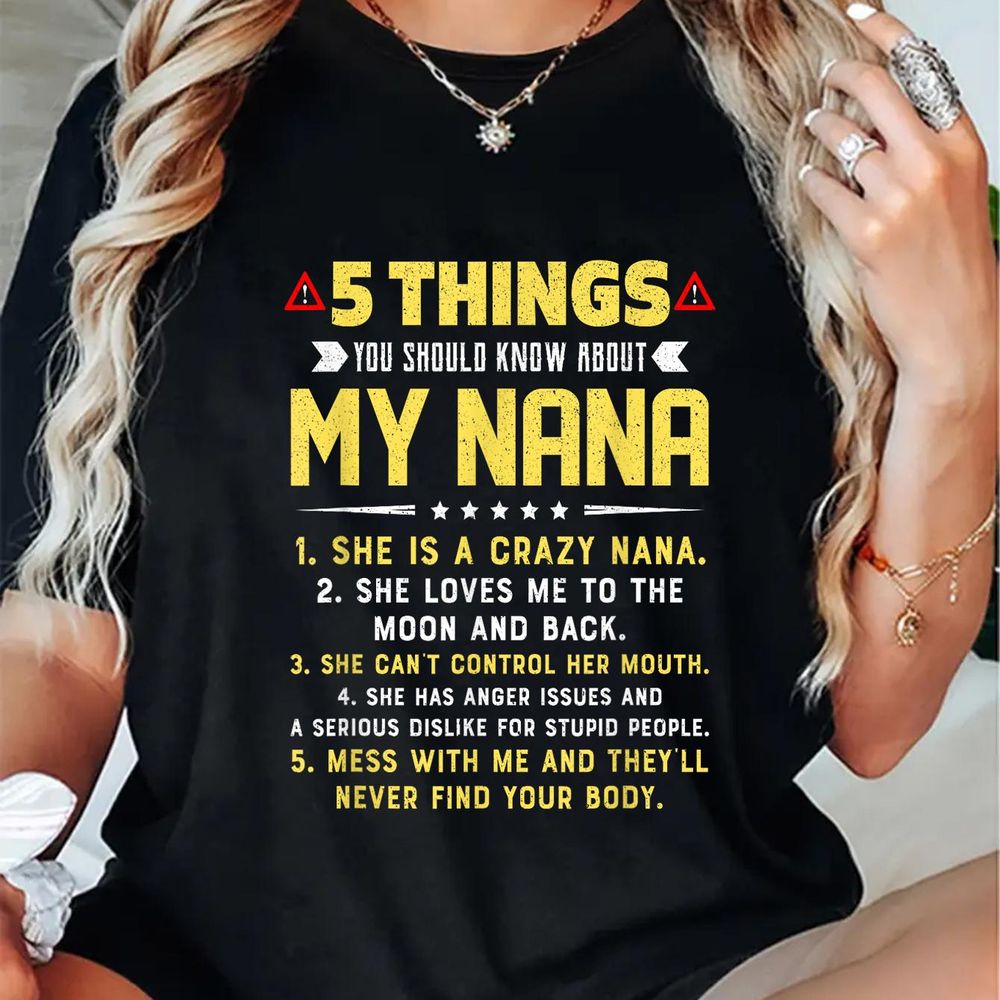 5 THINGS
YOU SHOULD KNOW ABOUT
MY NANA
1. SHE IS A CRAZY NANA.
2. SHE LOVES ME TO THE
MOON AND BACK.
3. SHE CAN'T CONTROL HER MOUTH.
4. SHE HAS ANGER ISSUES AND
A SERIOUS DISLIKE FOR STUPID PEOPLE.
5. MESS WITH ME AND THEY'LL
NEVER FIND YOUR BODY.